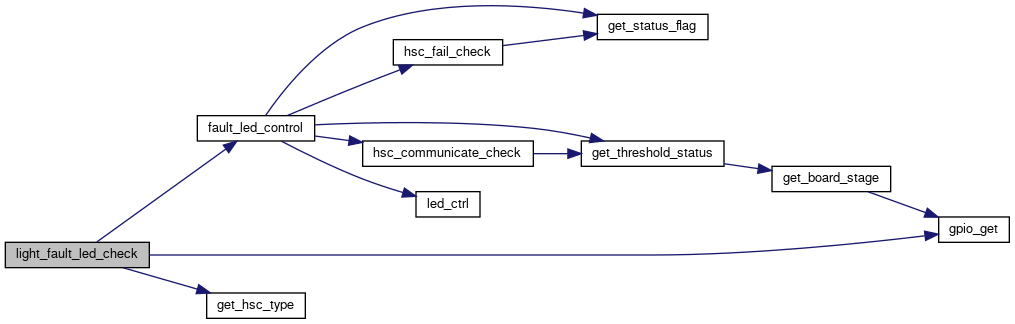 get_status_flag
hsc_fail_check
fault_led_control
hsc_communicate_check
get_threshold_status
get_board_stage
led_ctrl
gpio_get
light_fault_led_check
get_hsc_type